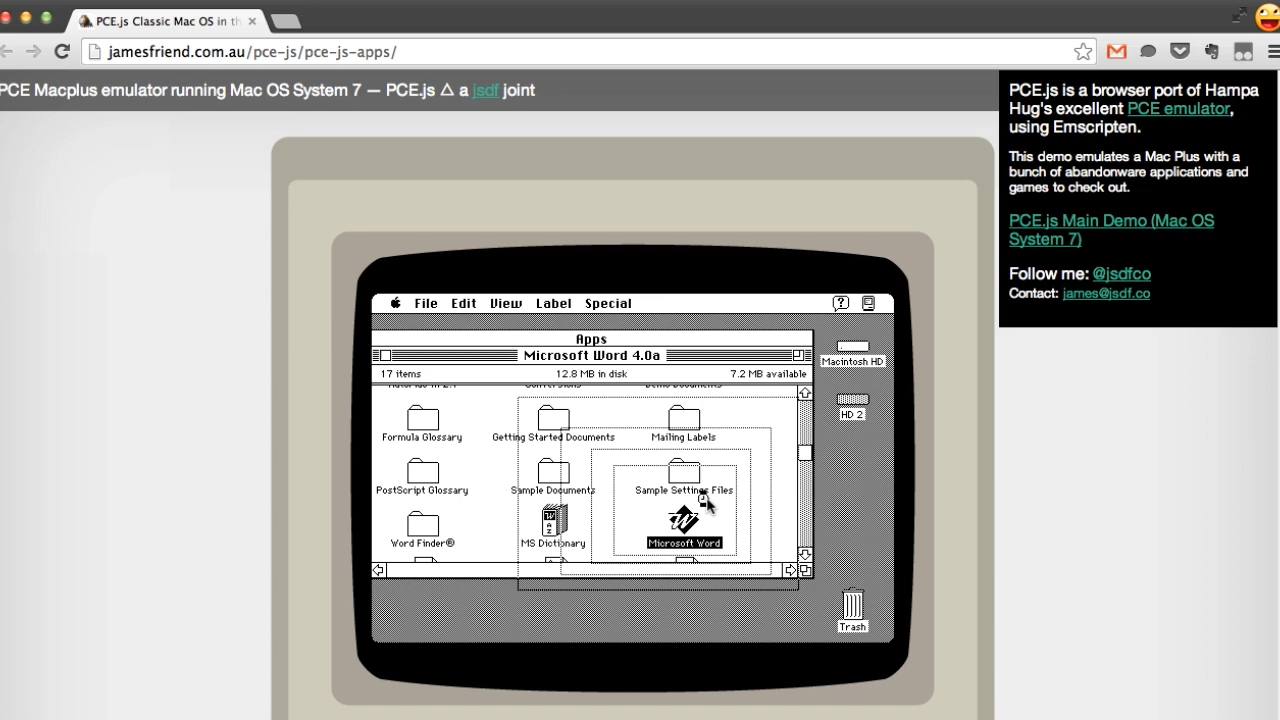 PCE.js Classic Mac OS in th
jamesfriend.com.au/pce-js/pce-js-apps/
PCE Macplus emulator running Mac OS System 7 — PCE.js △ a jsdf joint
PCE.js is a browser port of Hampa
Hug's excellent PCE emulator,
using Emscripten.
This demo emulates a Mac Plus with a
bunch of abandonware applications and
games to check out.
PCE.js Main Demo (Mac OS
System 7)
Follow me: @jsdfco
Contact: james@jsdf.co
File Edit View Label Special
Apps
Microsoft Word 4.0a
17 items 12.8 MB in disk 7.2 MB available
Conversions Demo Documents
Formula Glossary Getting Started Documents Mailing Labels
PostScript Glossary Sample Documents Sample Settings Files
Word Finder® MS Dictionary Microsoft Word
Macintosh HD
HD 2
Trash